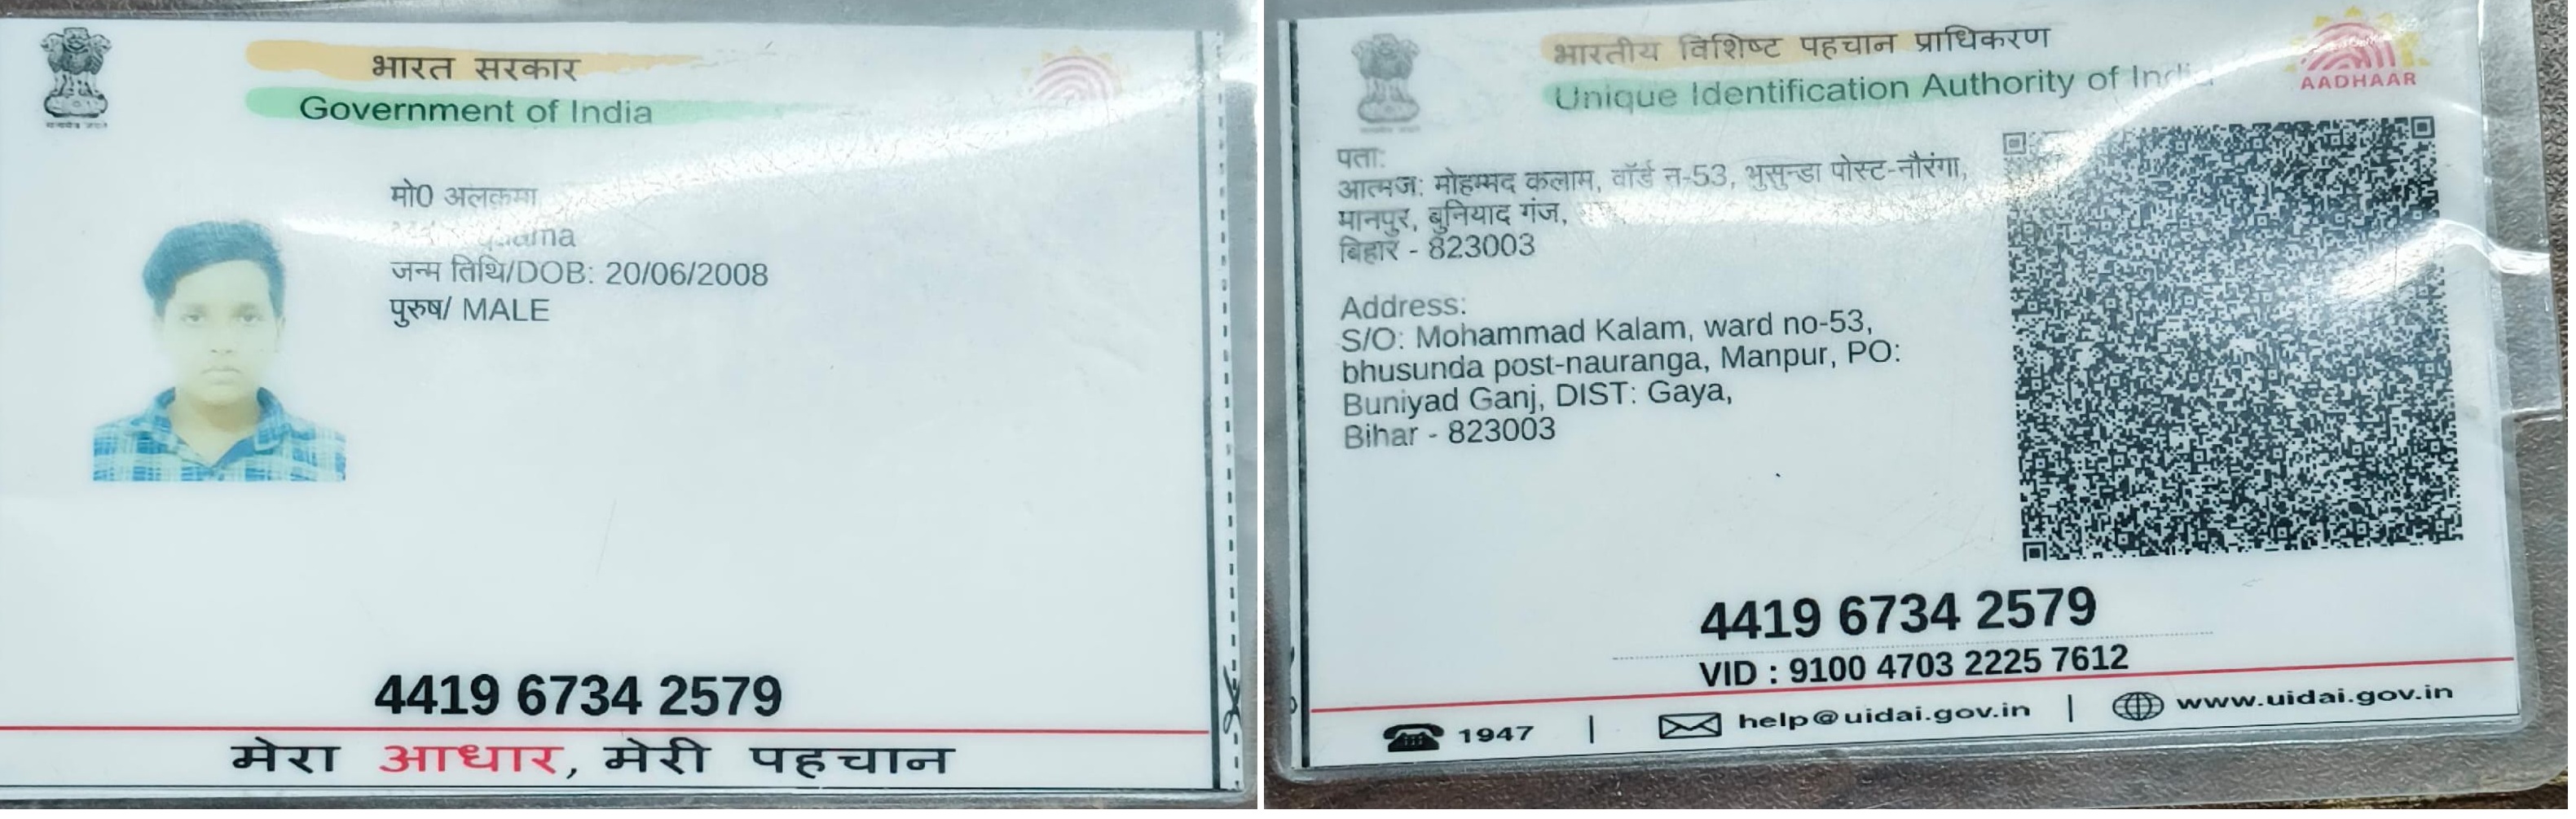 भारत सरकार
Government of India
मो0 अलकमा
जन्म तिथि/DOB: 20/06/2008
पुरुष/ MALE
4419 6734 2579
मेरा आधार, मेरी पहचान
भारतीय विशिष्ट पहचान प्राधिकरण
Unique Identification Authority of India
AADHAAR
पता:
आत्मज: मोहम्मद कलाम, वॉर्ड न-53, भुसुन्डा पोस्ट-नौरंगा,
मानपुर, बुनियाद गंज,
बिहार - 823003
Address:
S/O: Mohammad Kalam, ward no-53,
bhusunda post-nauranga, Manpur, PO:
Buniyad Ganj, DIST: Gaya,
Bihar - 823003
4419 6734 2579
VID : 9100 4703 2225 7612
1947 | help@uidai.gov.in | www.uidai.gov.in